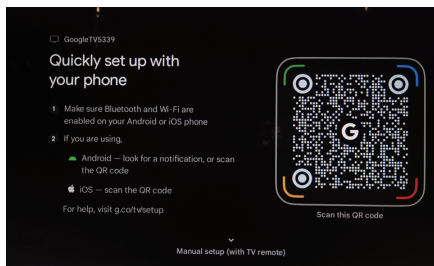 GoogleTV5339
Quickly set up with
your phone
1 Make sure Bluetooth and Wi-Fi are
enabled on your Android or iOS phone
2 If you are using,
Android — look for a notification, or scan
the QR code
iOS — scan the QR code
For help, visit g.co/tv/setup
G
Scan this QR code
Manual setup (with TV remote)